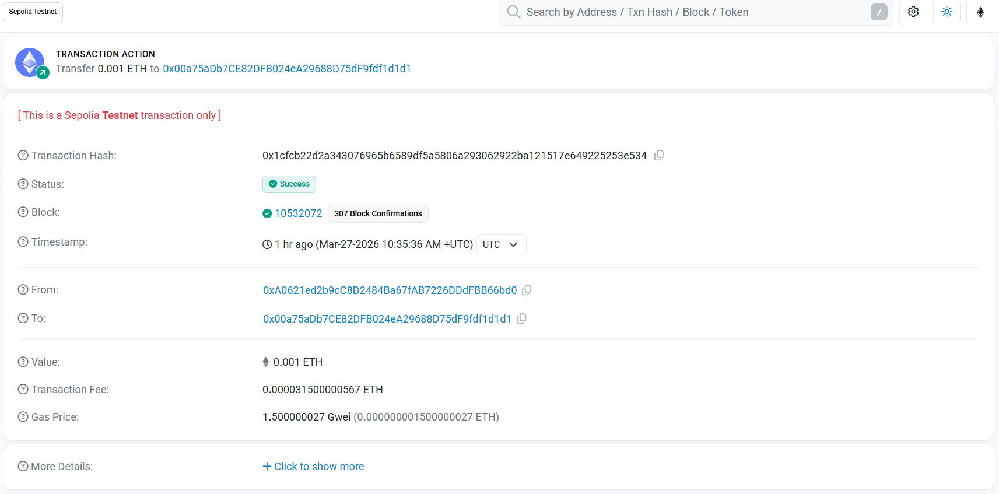 Sepolia Testnet
Search by Address / Txn Hash / Block / Token
/
TRANSACTION ACTION
Transfer 0.001 ETH to 0x00a75aDb7CE82DFB024eA29688D75dF9fdf1d1d1
[ This is a Sepolia Testnet transaction only ]
Transaction Hash: 0x1cfcb22d2a343076965b6589df5a5806a293062922ba121517e649225253e534
Status: Success
Block: 10532072 307 Block Confirmations
Timestamp: 1 hr ago (Mar-27-2026 10:35:36 AM +UTC) UTC
From: 0xA0621ed2b9cC8D2484Ba67fAB7226DDdFBB66bd0
To: 0x00a75aDb7CE82DFB024eA29688D75dF9fdf1d1d1
Value: 0.001 ETH
Transaction Fee: 0.000031500000567 ETH
Gas Price: 1.500000027 Gwei (0.000000001500000027 ETH)
More Details: + Click to show more